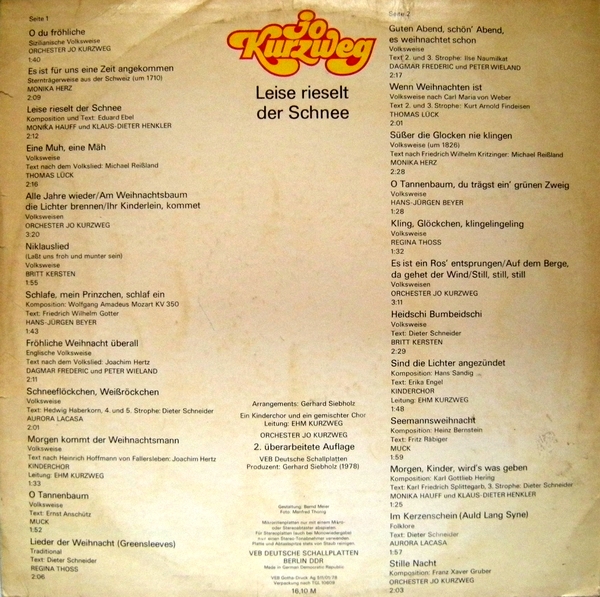 Seite 1
O du fröhliche
Sizilianische Volksweise
ORCHESTER JO KURZWEG
1:40
Es ist für uns eine Zeit angekommen
Sternträgerweise aus der Schweiz (um 1710)
MONIKA HERZ
2:09
Leise rieselt der Schnee
Komposition und Text: Eduard Ebel
MONIKA HAUFF und KLAUS-DIETER HENKLER
2:12
Eine Muh, eine Mäh
Volksweise
Text nach dem Volkslied: Michael Reißland
THOMAS LÜCK
2:16
Alle Jahre wieder/Am Weihnachtsbaum
die Lichter brennen/Ihr Kinderlein, kommet
Volksweisen
ORCHESTER JO KURZWEG
3:20
Niklauslied
(Laßt uns froh und munter sein)
Volksweise
BRITT KERSTEN
1:55
Schlafe, mein Prinzchen, schlaf ein
Komposition: Wolfgang Amadeus Mozart KV 350
Text: Friedrich Wilhelm Gotter
HANS-JÜRGEN BEYER
1:43
Fröhliche Weihnacht überall
Englische Volksweise
Text nach dem Volkslied: Joachim Hertz
DAGMAR FREDERIC und PETER WIELAND
2:11
Schneeflöckchen, Weißröckchen
Volksweise
Text: Hedwig Haberkorn, 4. und 5. Strophe: Dieter Schneider
AURORA LACASA
2:01
Morgen kommt der Weihnachtsmann
Volksweise
Text nach Heinrich Hoffmann von Fallersleben: Joachim Hertz
KINDERCHOR
Leitung: EHM KURZWEG
1:33
O Tannenbaum
Volksweise
Text: Ernst Anschütz
MUCK
1:52
Lieder der Weihnacht (Greensleeves)
Traditional
Text: Dieter Schneider
REGINA THOSS
2:06
jo
Kurzweg
Leise rieselt
der Schnee
Arrangements: Gerhard Siebholz
Ein Kinderchor und ein gemischter Chor
Leitung: EHM KURZWEG
ORCHESTER JO KURZWEG
2. überarbeitete Auflage
VEB Deutsche Schallplatten
Produzent: Gerhard Siebholz (1978)
Gestaltung: Bernd Meier
Foto: Manfred Thonig
VEB DEUTSCHE SCHALLPLATTEN
BERLIN DDR
Made in German Democratic Republic
16,10 M
Seite 2
Guten Abend, schön' Abend,
es weihnachtet schon
Volksweise
Text 2. und 3. Strophe: Ilse Naumilkat
DAGMAR FREDERIC und PETER WIELAND
2:17
Wenn Weihnachten ist
Volksweise nach Carl Maria von Weber
Text 2. und 3. Strophe: Kurt Arnold Findeisen
THOMAS LÜCK
2:01
Süßer die Glocken nie klingen
Volksweise (um 1826)
Text nach Friedrich Wilhelm Kritzinger: Michael Reißland
MONIKA HERZ
2:28
O Tannenbaum, du trägst ein' grünen Zweig
Volksweise
HANS-JÜRGEN BEYER
1:28
Kling, Glöckchen, klingelingeling
Volksweise
REGINA THOSS
1:32
Es ist ein Ros' entsprungen/Auf dem Berge,
da gehet der Wind/Still, still, still
Volksweisen
ORCHESTER JO KURZWEG
3:11
Heidschi Bumbeidschi
Volksweise
Text: Dieter Schneider
BRITT KERSTEN
2:29
Sind die Lichter angezündet
Komposition: Hans Sandig
Text: Erika Engel
KINDERCHOR
Leitung: EHM KURZWEG
1:48
Seemannsweihnacht
Komposition: Heinz Bernstein
Text: Fritz Räbiger
MUCK
1:59
Morgen, Kinder, wird's was geben
Komposition: Karl Gottlieb Hering
Text: Karl Friedrich Splittegarb, 3. Strophe: Dieter Schneider
MONIKA HAUFF und KLAUS-DIETER HENKLER
1:25
Im Kerzenschein (Auld Lang Syne)
Folklore
Text: Dieter Schneider
AURORA LACASA
1:57
Stille Nacht
Komposition: Franz Xaver Gruber
ORCHESTER JO KURZWEG
2:03